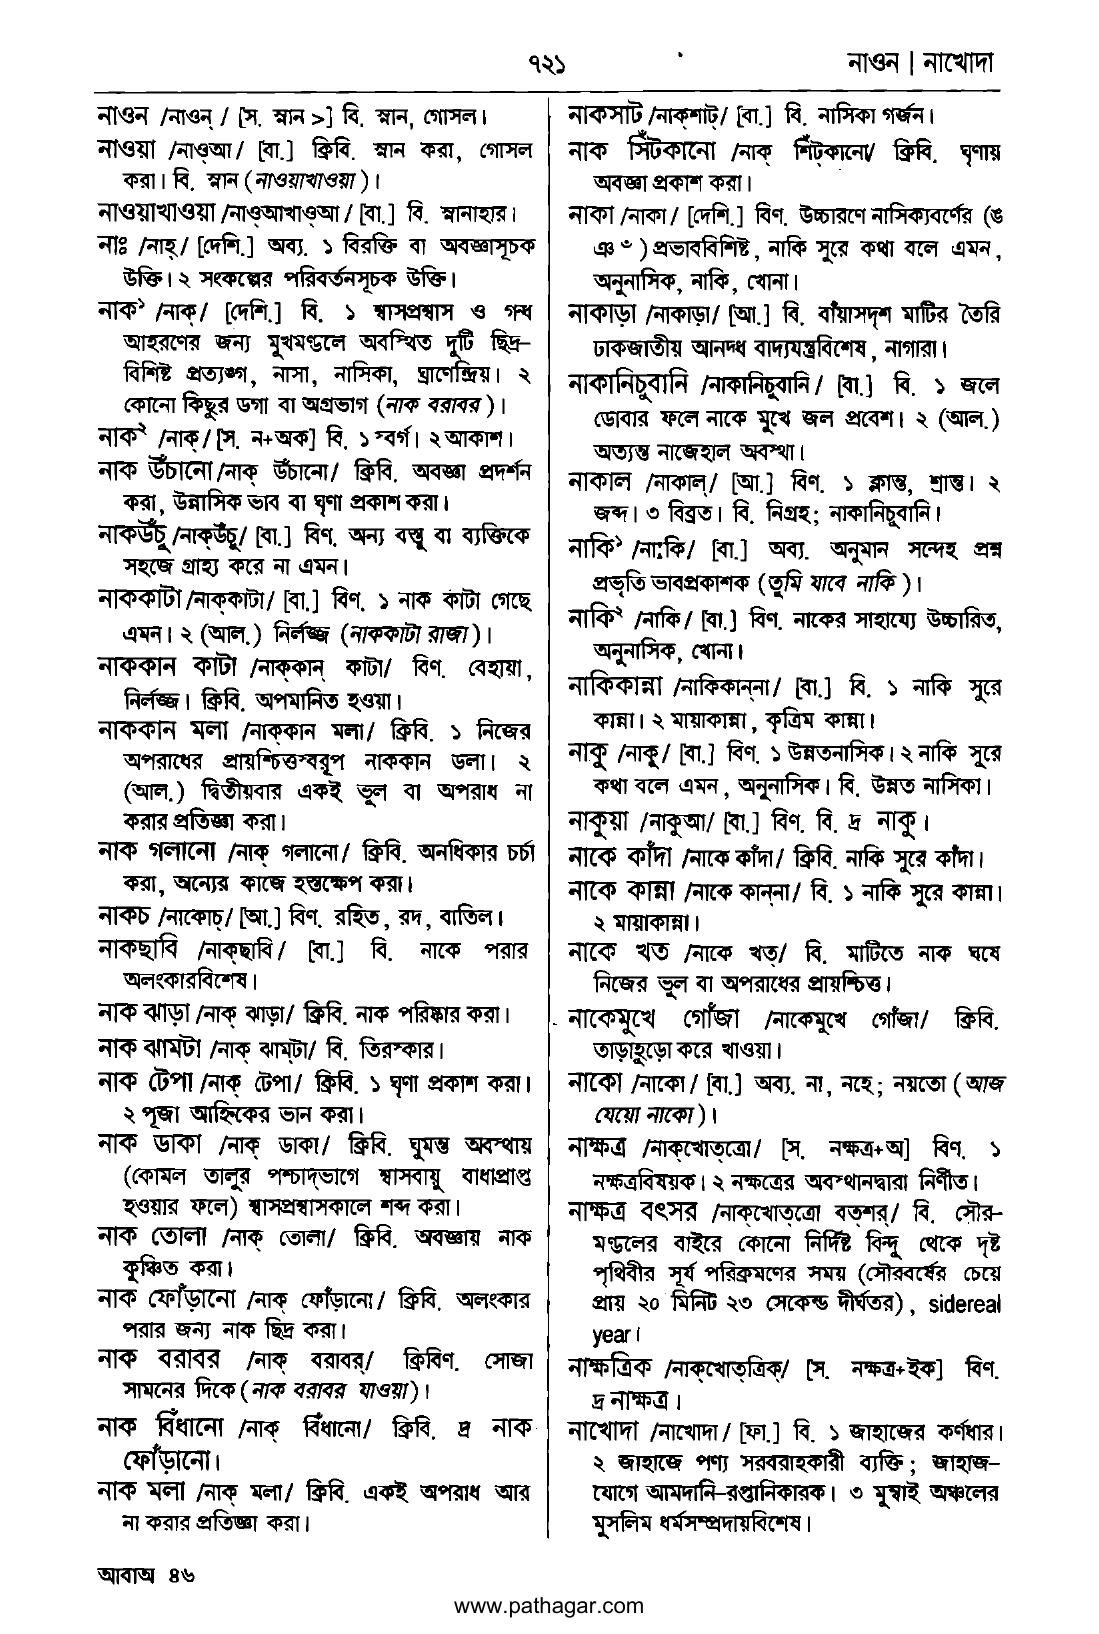 ৭২১
নাওন | নাখোদা
নাওন /নাওন্ / [স. স্নান >] বি. স্নান, গোসল।
নাওয়া /নাও্আ/ [বা.] ক্রিবি. স্নান করা, গোসল
করা। বি. স্নান (নাওয়াখাওয়া)।
নাওয়াখাওয়া /নাও্আখাও্আ/ [বা.] বি. স্নানাহার।
নাঃ /নাহ্/ [দেশি.] অব্য. ১ বিরক্তি বা অবজ্ঞাসূচক
উক্তি। ২ সংকল্পের পরিবর্তনসূচক উক্তি।
নাক১ /নাক্/ [দেশি.] বি. ১ শ্বাসপ্রশ্বাস ও গন্ধ
আহরণের জন্য মুখমণ্ডলে অবস্থিত দুটি ছিদ্র–
বিশিষ্ট প্রত্যঙ্গ, নাসা, নাসিকা, ঘ্রাণেন্দ্রিয়। ২
কোনো কিছুর ডগা বা অগ্রভাগ (নাক বরাবর)।
নাক২ /নাক্/ [স. ন+অক] বি. ১ স্বর্গ। ২ আকাশ।
নাক উঁচানো /নাক্ উঁচানো/ ক্রিবি. অবজ্ঞা প্রদর্শন
করা, উন্নাসিক ভাব বা ঘৃণা প্রকাশ করা।
নাকউঁচু /নাক্উঁচু/ [বা.] বিণ. অন্য বস্তু বা ব্যক্তিকে
সহজে গ্রাহ্য করে না এমন।
নাককাটা /নাক্কাটা/ [বা.] বিণ. ১ নাক কাটা গেছে
এমন। ২ (আল.) নির্লজ্জ (নাককাটা রাজা)।
নাককান কাটা /নাক্কান্ কাটা/ বিণ. বেহায়া,
নির্লজ্জ। ক্রিবি. অপমানিত হওয়া।
নাককান মলা /নাক্কান মলা/ ক্রিবি. ১ নিজের
অপরাধের প্রায়শ্চিত্তস্বরূপ নাককান ডলা। ২
(আল.) দ্বিতীয়বার একই ভুল বা অপরাধ না
করার প্রতিজ্ঞা করা।
নাক গলানো /নাক্ গলানো/ ক্রিবি. অনধিকার চর্চা
করা, অন্যের কাজে হস্তক্ষেপ করা।
নাকচ /নাকোচ্/ [আ.] বিণ. রহিত, রদ, বাতিল।
নাকছাবি /নাক্ছাবি/ [বা.] বি. নাকে পরার
অলংকারবিশেষ।
নাক ঝাড়া /নাক্ ঝাড়া/ ক্রিবি. নাক পরিষ্কার করা।
নাক ঝামটা /নাক্ ঝাম্টা/ বি. তিরস্কার।
নাক টেপা /নাক্ টেপা/ ক্রিবি. ১ ঘৃণা প্রকাশ করা।
২ পূজা আহ্নিকের ভান করা।
নাক ডাকা /নাক্ ডাকা/ ক্রিবি. ঘুমন্ত অবস্থায়
(কোমল তালুর পশ্চাদ্ভাগে শ্বাসবায়ু বাধাপ্রাপ্ত
হওয়ার ফলে) শ্বাসপ্রশ্বাসকালে শব্দ করা।
নাক তোলা /নাক্ তোলা/ ক্রিবি. অবজ্ঞায় নাক
কুঞ্চিত করা।
নাক ফোঁড়ানো /নাক্ ফোঁড়ানো/ ক্রিবি. অলংকার
পরার জন্য নাক ছিদ্র করা।
নাক বরাবর /নাক্ বরাবর্/ ক্রিবিণ. সোজা
সামনের দিকে (নাক বরাবর যাওয়া)।
নাক বিঁধানো /নাক্ বিঁধানো/ ক্রিবি. দ্র নাক
ফোঁড়ানো।
নাক মলা /নাক্ মলা/ ক্রিবি. একই অপরাধ আর
না করার প্রতিজ্ঞা করা।
নাকসাট /নাক্শাট্/ [বা.] বি. নাসিকা গর্জন।
নাক সিঁটকানো /নাক্ শিঁট্কানো/ ক্রিবি. ঘৃণায়
অবজ্ঞা প্রকাশ করা।
নাকা /নাকা/ [দেশি.] বিণ. উচ্চারণে নাসিক্যবর্ণের (ঙ
ঞ ঁ ) প্রভাববিশিষ্ট, নাকি সুরে কথা বলে এমন,
অনুনাসিক, নাকি, খোনা।
নাকাড়া /নাকাড়া/ [আ.] বি. বাঁয়াসদৃশ মাটির তৈরি
ঢাকজাতীয় আনদ্ধ বাদ্যযন্ত্রবিশেষ, নাগারা।
নাকানিচুবানি /নাকানিচুবানি/ [বা.] বি. ১ জলে
ডোবার ফলে নাকে মুখে জল প্রবেশ। ২ (আল.)
অত্যন্ত নাজেহাল অবস্থা।
নাকাল /নাকাল্/ [আ.] বিণ. ১ ক্লান্ত, শ্রান্ত। ২
জব্দ। ৩ বিব্রত। বি. নিগ্রহ; নাকানিচুবানি।
নাকি১ /নাঃকি/ [বা.] অব্য. অনুমান সন্দেহ প্রশ্ন
প্রভৃতি ভাবপ্রকাশক (তুমি যাবে নাকি)।
নাকি২ /নাকি/ [বা.] বিণ. নাকের সাহায্যে উচ্চারিত,
অনুনাসিক, খোনা।
নাকিকান্না /নাকিকান্না/ [বা.] বি. ১ নাকি সুরে
কান্না। ২ মায়াকান্না, কৃত্রিম কান্না।
নাকু /নাকু/ [বা.] বিণ. ১ উন্নতনাসিক। ২ নাকি সুরে
কথা বলে এমন, অনুনাসিক। বি. উন্নত নাসিকা।
নাকুয়া /নাকুআ/ [বা.] বিণ. বি. দ্র নাকু।
নাকে কাঁদা /নাকে কাঁদা/ ক্রিবি. নাকি সুরে কাঁদা।
নাকে কান্না /নাকে কান্না/ বি. ১ নাকি সুরে কান্না।
২ মায়াকান্না।
নাকে খত /নাকে খত্/ বি. মাটিতে নাক ঘষে
নিজের ভুল বা অপরাধের প্রায়শ্চিত্ত।
নাকেমুখে গোঁজা /নাকেমুখে গোঁজা/ ক্রিবি.
তাড়াহুড়ো করে খাওয়া।
নাকো /নাকো/ [বা.] অব্য. না, নহে; নয়তো (আজ
যেয়ো নাকো)।
নাক্ষত্র /নাক্খোত্ত্রো/ [স. নক্ষত্র+অ] বিণ. ১
নক্ষত্রবিষয়ক। ২ নক্ষত্রের অবস্থানদ্বারা নির্ণীত।
নাক্ষত্র বৎসর /নাক্খোত্ত্রো বত্শর্/ বি. সৌর–
মণ্ডলের বাইরে কোনো নির্দিষ্ট বিন্দু থেকে দৃষ্ট
পৃথিবীর সূর্য পরিক্রমণের সময় (সৌরবর্ষের চেয়ে
প্রায় ২০ মিনিট ২৩ সেকেন্ড দীর্ঘতর), sidereal
year।
নাক্ষত্রিক /নাক্খোত্ত্রিক্/ [স. নক্ষত্র+ইক] বিণ.
দ্র নাক্ষত্র।
নাখোদা /নাখোদা/ [ফা.] বি. ১ জাহাজের কর্ণধার।
২ জাহাজে পণ্য সরবরাহকারী ব্যক্তি; জাহাজ–
যোগে আমদানি–রপ্তানিকারক। ৩ মুম্বাই অঞ্চলের
মুসলিম ধর্মসম্প্রদায়বিশেষ।
আবাঅ ৪৬
www.pathagar.com